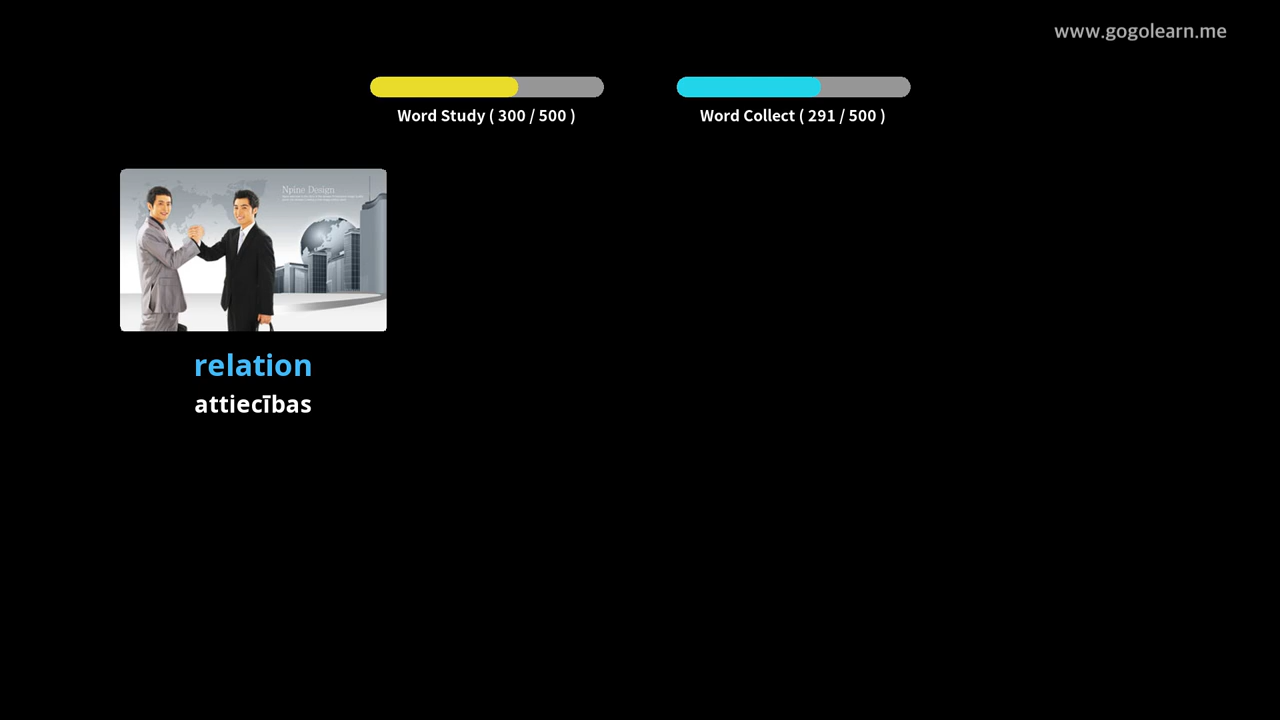 www.gogolearn.me
Word Study ( 300 / 500 )
Word Collect ( 291 / 500 )
Npine Design
relation
attiecības